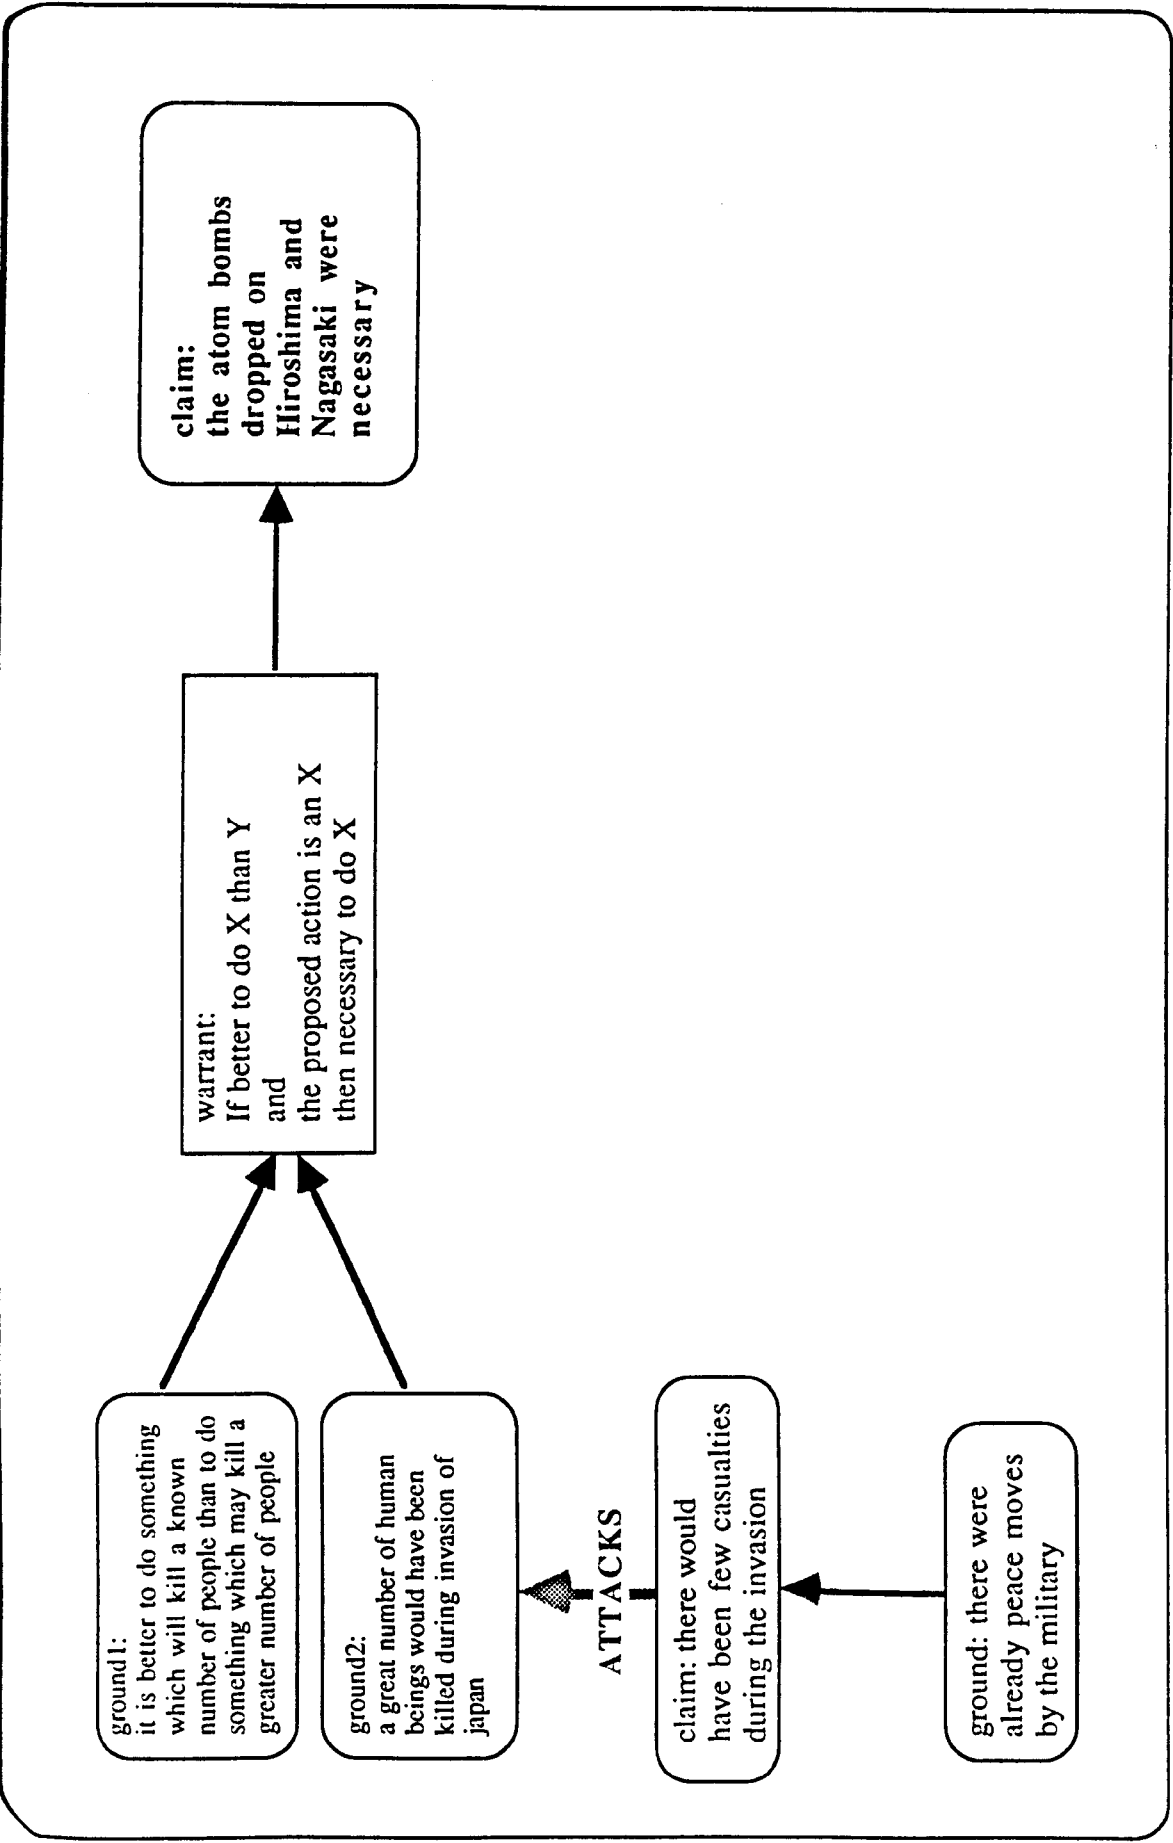 ground1:
it is better to do something
which will kill a known
number of people than to do
something which may kill a
greater number of people
ground2:
a great number of human
beings would have been
killed during invasion of
japan
warrant:
If better to do X than Y
and
the proposed action is an X
then necessary to do X
claim:
the atom bombs
dropped on
Hiroshima and
Nagasaki were
necessary
ATTACKS
claim: there would
have been few casualties
during the invasion
ground: there were
already peace moves
by the military